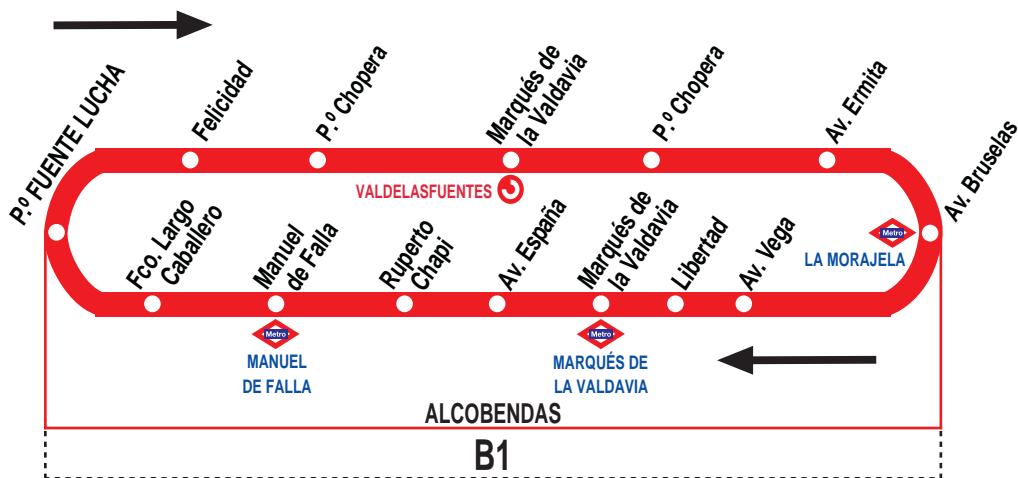 P.º FUENTE LUCHA
Felicidad
P.º Chopera
Marqués de
la Valdavia
P.º Chopera
Av. Ermita
Av. Bruselas
VALDELASFUENTES
Metro
LA MORAJELA
Fco. Largo
Caballero
Manuel
de Falla
Ruperto
Chapi
Av. España
Marqués de
la Valdavia
Libertad
Av. Vega
Metro
MANUEL
DE FALLA
Metro
MARQUÉS DE
LA VALDAVIA
ALCOBENDAS
B1